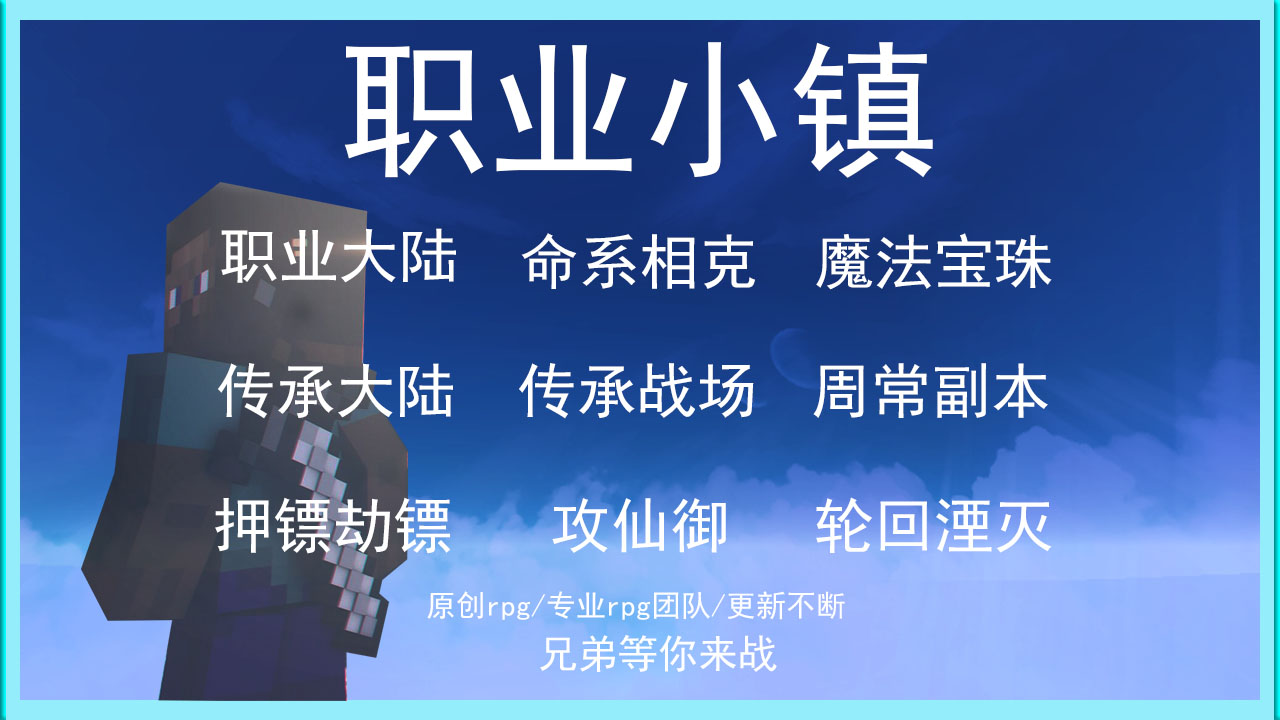 职业小镇
职业大陆 命系相克 魔法宝珠
传承大陆 传承战场 周常副本
押镖劫镖 攻仙御 轮回湮灭
原创rpg/专业rpg团队/更新不断
兄弟等你来战